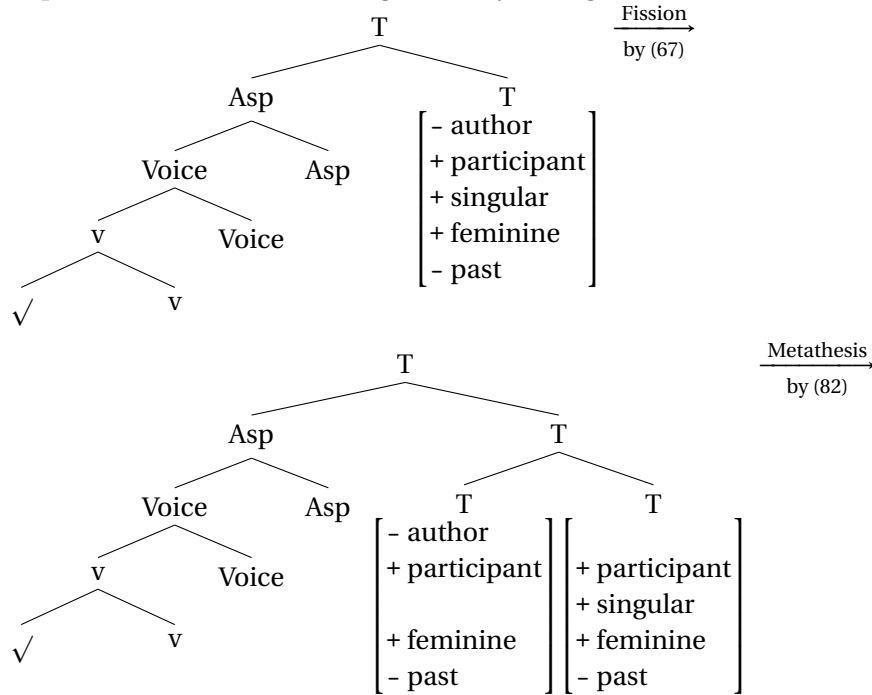 T
Fission
by (67)
Asp T
– author
Voice Asp + participant
+ singular
v Voice + feminine
– past
√ v
T
Metathesis
by (82)
Asp T
Voice Asp T T
– author
v Voice + participant + participant
+ singular
√ v + feminine + feminine
– past – past